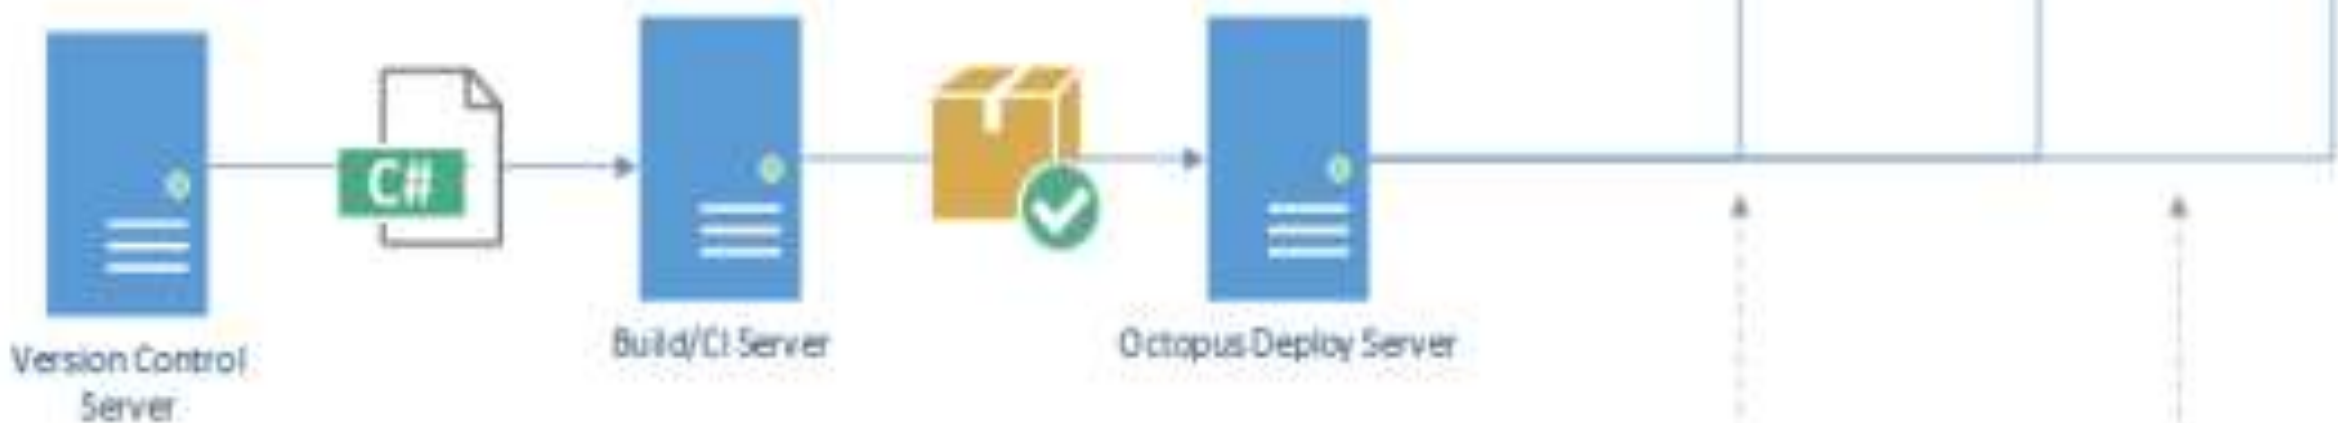 C#
Version Control
Server
Build/CI Server
Octopus Deploy Server